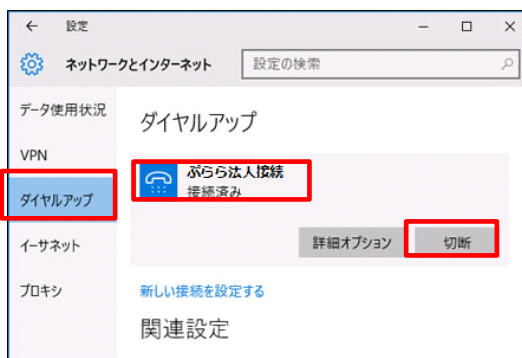 設定
ネットワークとインターネット
設定の検索
データ使用状況
VPN
ダイヤルアップ
イーサネット
プロキシ
ダイヤルアップ
ぷらら法人接続
接続済み
詳細オプション
切断
新しい接続を設定する
関連設定